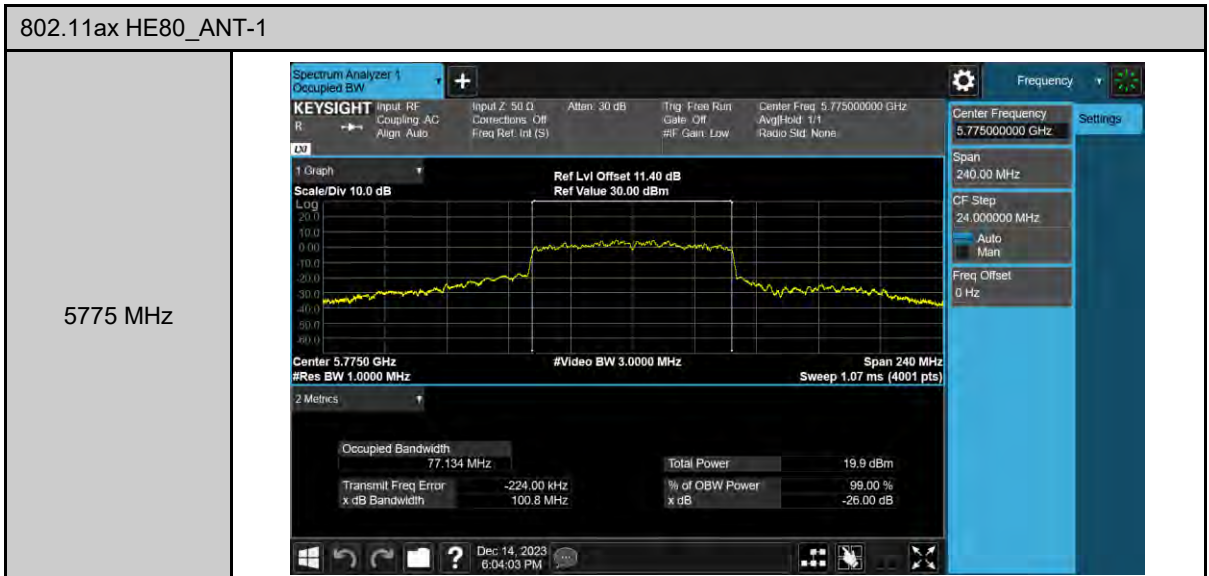 802.11ax HE80_ANT-1
5775 MHz
Spectrum Analyzer 1
Occupied BW
Frequency
KEYSIGHT
R
LXI
Input: RF
Coupling: AC
Align: Auto
Input Z: 50 Ω
Corrections: Off
Freq Ref: Int (S)
Atten: 30 dB
Trig: Free Run
Gate: Off
#IF Gain: Low
Center Freq: 5.775000000 GHz
Avg|Hold: 1/1
Radio Std: None
Center Frequency
5.775000000 GHz
Settings
Span
240.00 MHz
CF Step
24.000000 MHz
Auto
Man
Freq Offset
0 Hz
1 Graph
Scale/Div 10.0 dB
Ref Lvl Offset 11.40 dB
Ref Value 30.00 dBm
Log
20.0
10.0
0.00
-10.0
-20.0
-30.0
-40.0
-50.0
-60.0
Center 5.7750 GHz
#Video BW 3.0000 MHz
Span 240 MHz
#Res BW 1.0000 MHz
Sweep 1.07 ms (4001 pts)
2 Metrics
Occupied Bandwidth
77.134 MHz
Total Power 19.9 dBm
Transmit Freq Error -224.00 kHz
% of OBW Power 99.00 %
x dB Bandwidth 100.8 MHz
x dB -26.00 dB
?
Dec 14, 2023
6:04:03 PM